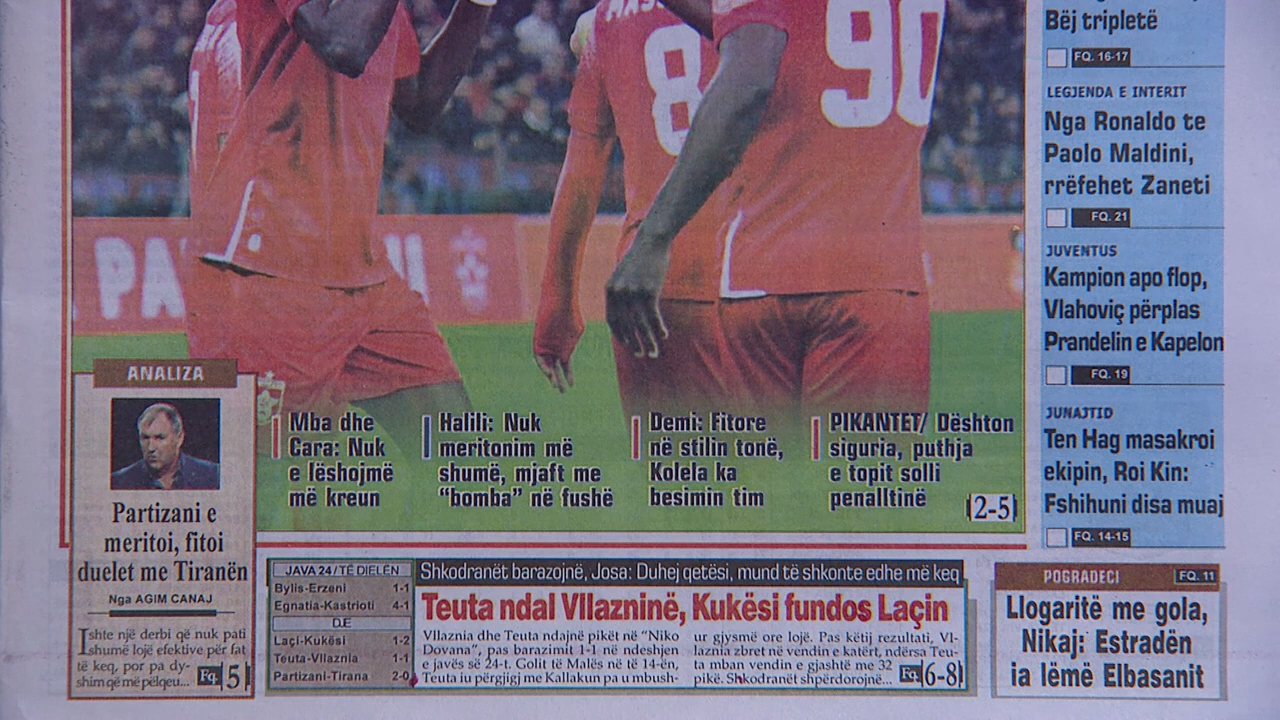 8
90
PA
Bëj tripletë
FQ. 16-17
LEGJENDA E INTERIT
Nga Ronaldo te
Paolo Maldini,
rrëfehet Zaneti
FQ. 21
JUVENTUS
Kampion apo flop,
Vlahoviç përplas
Prandelin e Kapelon
FQ. 19
JUNAJTID
Ten Hag masakroi
ekipin, Roi Kin:
Fshihuni disa muaj
FQ. 14-15
ANALIZA
Partizani e
meritoi, fitoi
duelet me Tiranën
Nga AGIM CANAJ
Ishte një derbi që nuk pati
shumë lojë efektive për fat
të keq, por pa dy-
shim që më pëlqeu...
Fq. 5
Mba dhe
Cara: Nuk
e lëshojmë
më kreun
Halili: Nuk
meritonim më
shumë, mjaft me
“bomba” në fushë
Demi: Fitore
në stilin tonë,
Kolela ka
besimin tim
PIKANTET/ Dështon
siguria, puthja
e topit solli
penalltinë
2-5
JAVA 24/TË DIELËN
Bylis-Erzeni 1-1
Egnatia-Kastrioti 4-1
DJE
Laçi-Kukësi 1-2
Teuta-Vllaznia 1-1
Partizani-Tirana 2-0
Shkodranët barazojnë, Josa: Duhej qetësi, mund të shkonte edhe më keq
Teuta ndal Vllazninë, Kukësi fundos Laçin
Vllaznia dhe Teuta ndajnë pikët në “Niko
Dovana”, pas barazimit 1-1 në ndeshjen
e javës së 24-t. Golit të Malës në të 14-ën,
Teuta iu përgjigj me Kallakun pa u mbush-
ur gjysmë ore lojë. Pas këtij rezultati, Vl-
laznia zbret në vendin e katërt, ndërsa Teu-
ta mban vendin e gjashtë me 32
pikë. Shkodranët shpërdorojnë...
Fq. 6-8
POGRADECI
FQ. 11
Llogaritë me gola,
Nikaj: Estradën
ia lëmë Elbasanit